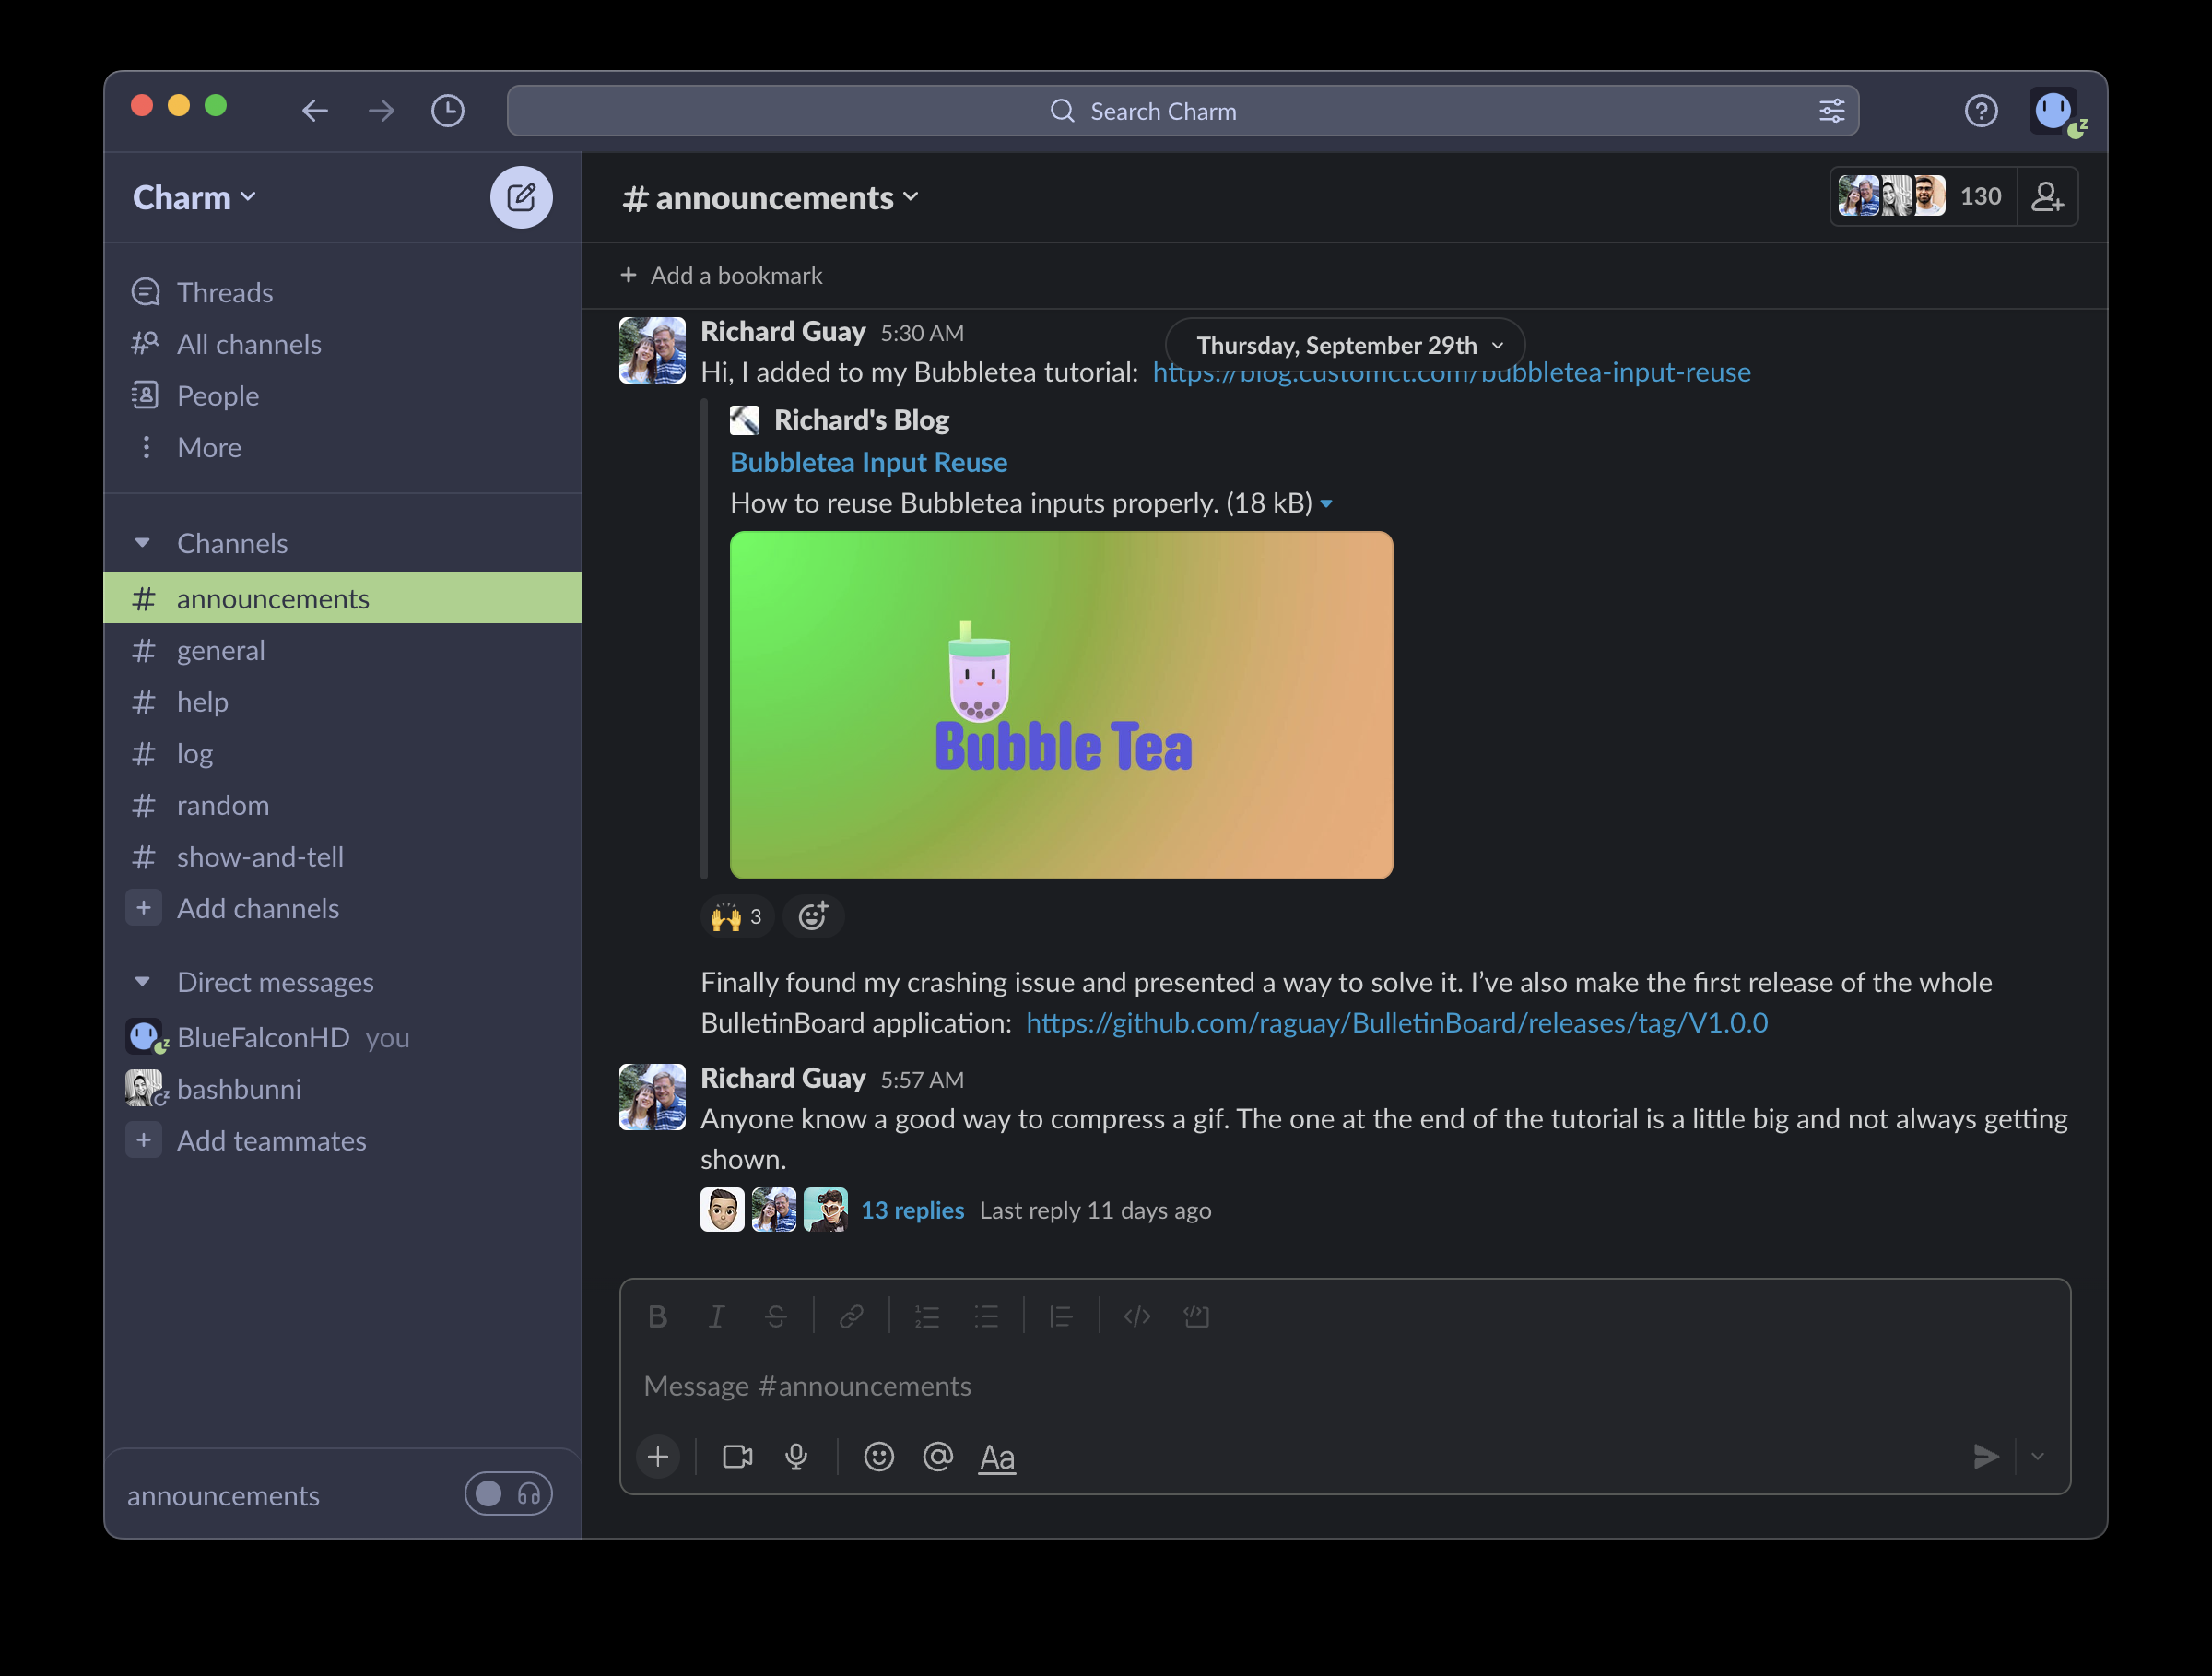 Search Charm
Charm
Threads
All channels
People
More
Channels
# announcements
# general
# help
# log
# random
# show-and-tell
+ Add channels
Direct messages
BlueFalconHD you
bashbunni
+ Add teammates
announcements
# announcements
130
+ Add a bookmark
Thursday, September 29th
Richard Guay 5:30 AM
Hi, I added to my Bubbletea tutorial: https://blog.customct.com/bubbletea-input-reuse
Richard's Blog
Bubbletea Input Reuse
How to reuse Bubbletea inputs properly. (18 kB)
Bubble Tea
3
Finally found my crashing issue and presented a way to solve it. I’ve also make the first release of the whole
BulletinBoard application: https://github.com/raguay/BulletinBoard/releases/tag/V1.0.0
Richard Guay 5:57 AM
Anyone know a good way to compress a gif. The one at the end of the tutorial is a little big and not always getting
shown.
13 replies Last reply 11 days ago
Message #announcements
Aa